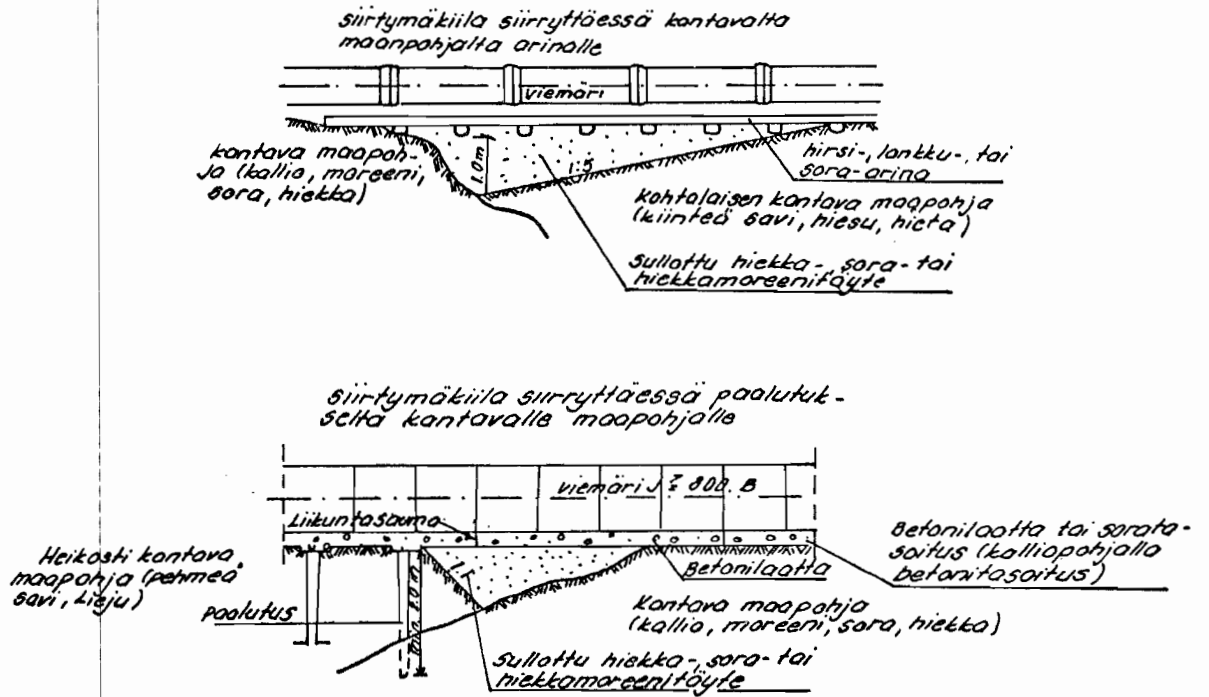 siirtymäkiila siirryttäessä kantavalta
maanpohjalta arinalle
viemäri
kantava maapoh-
ja (kallio, moreeni,
sora, hiekka)
1.0m
1:5
hirsi-, lankku-, tai
sora-arina
Kohtalaisen kantava maapohja
(kiinteä savi, hiesu, hieta)
Sullottu hiekka-, sora- tai
hiekkamoreenitäyte
siirtymäkiila siirryttäessä paalutuk-
selta kantavalle maapohjalle
viemäri J ≥ 800. B
Liikuntasauma
Heikosti kantava
maapohja (pehmeä
savi, Lieju)
Betonilaatta tai sorata-
soitus (kalliopohjalla
betonitasoitus)
Betonilaatta
1:1
paalutus
Kantava maapohja
(kallio, moreeni, sora, hiekka)
Sullottu hiekka-, sora- tai
hiekkamoreenitäyte